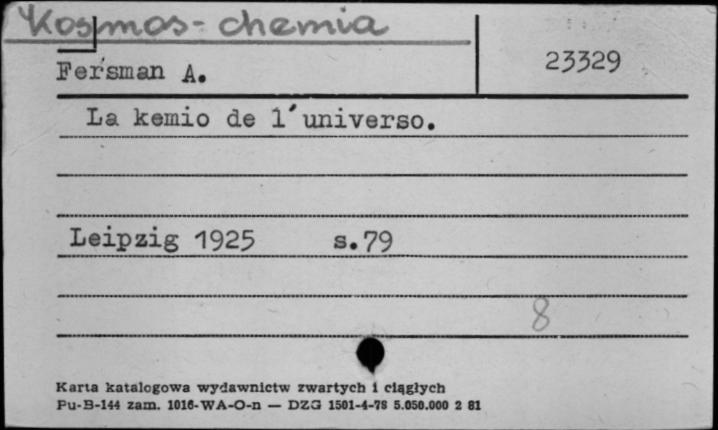 Kosmos - chemia
Fersman A.
23329
La kemio de l'universo.
Leipzig 1925 s.79
8
Karta katalogowa wydawnictw zwartych i ciągłych
Pu-B-144 zam. 1016-WA-O-n — DZG 1501-4-78 5.050.000 2 81